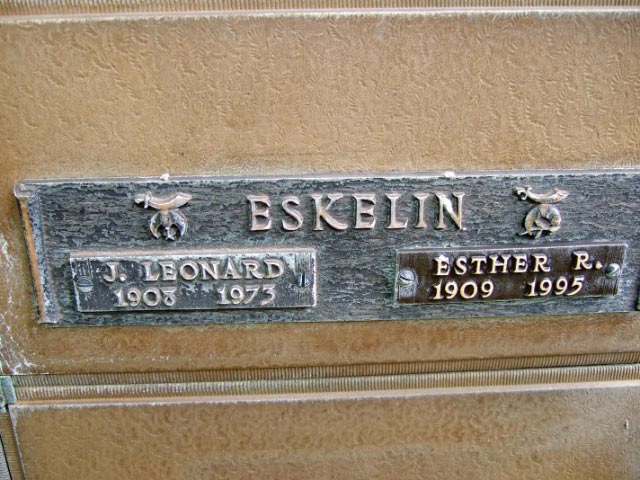 ESKELIN
J. LEONARD
1908 1973
ESTHER R.
1909 1995